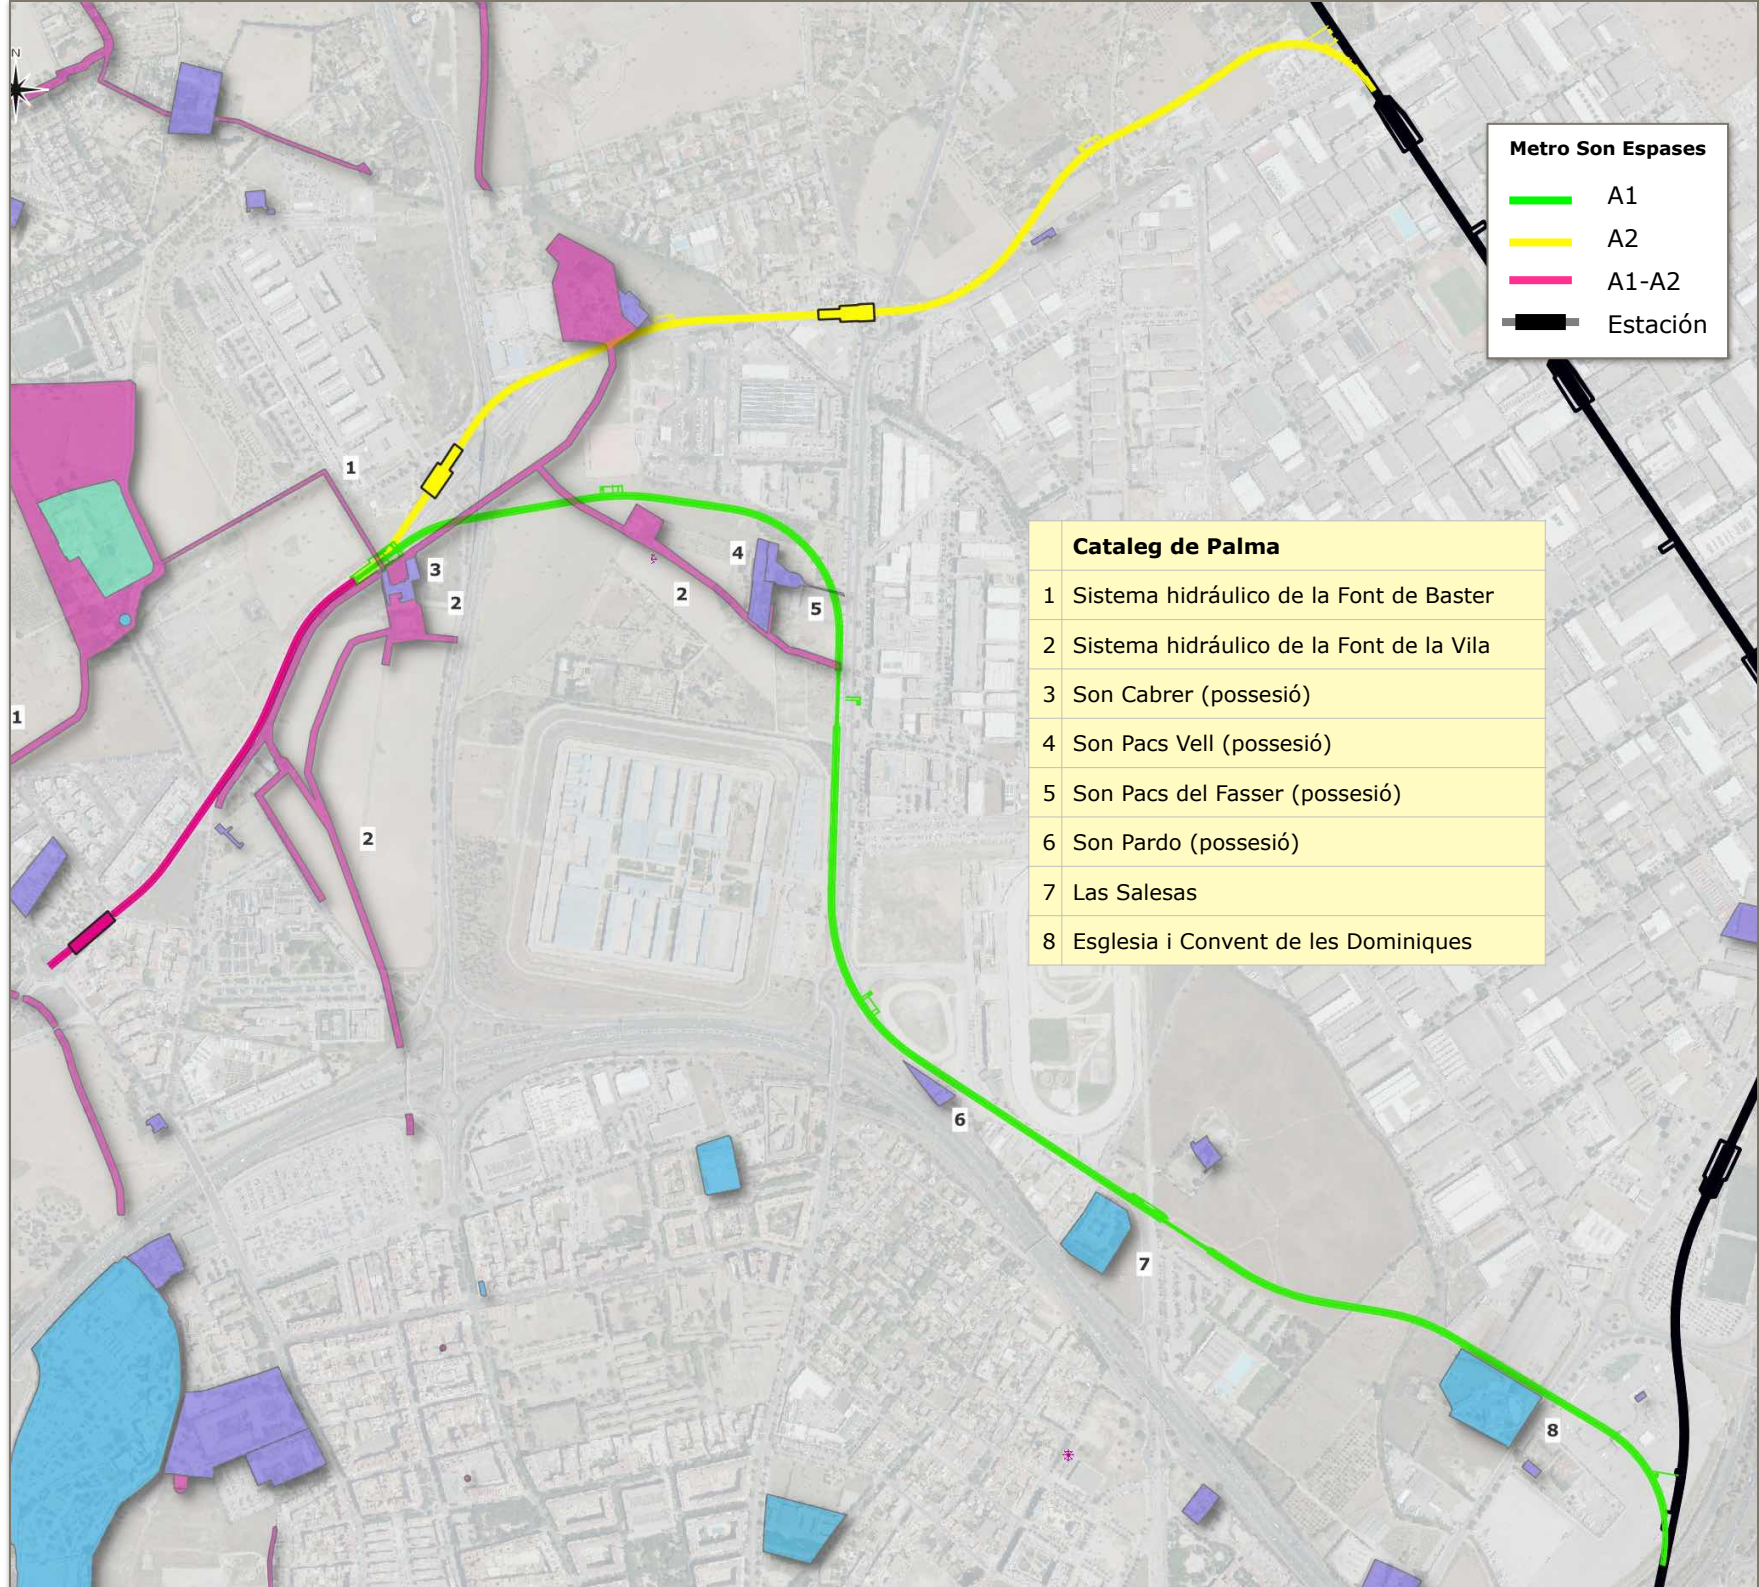 N
Metro Son Espases
A1
A2
A1-A2
Estación
1
3
2
4
2
5
1
2
6
7
8
Cataleg de Palma
1 Sistema hidráulico de la Font de Baster
2 Sistema hidráulico de la Font de la Vila
3 Son Cabrer (possesió)
4 Son Pacs Vell (possesió)
5 Son Pacs del Fasser (possesió)
6 Son Pardo (possesió)
7 Las Salesas
8 Esglesia i Convent de les Dominiques